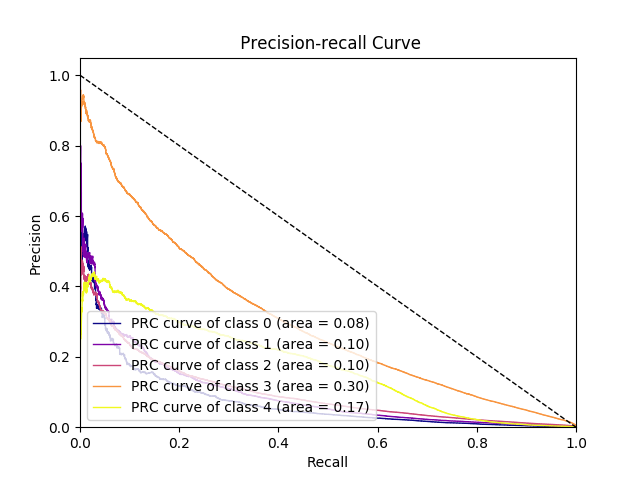 Precision-recall Curve
Precision
1.0
0.8
0.6
0.4
0.2
0.0
PRC curve of class 0 (area = 0.08)
PRC curve of class 1 (area = 0.10)
PRC curve of class 2 (area = 0.10)
PRC curve of class 3 (area = 0.30)
PRC curve of class 4 (area = 0.17)
0.0 0.2 0.4 0.6 0.8 1.0
Recall